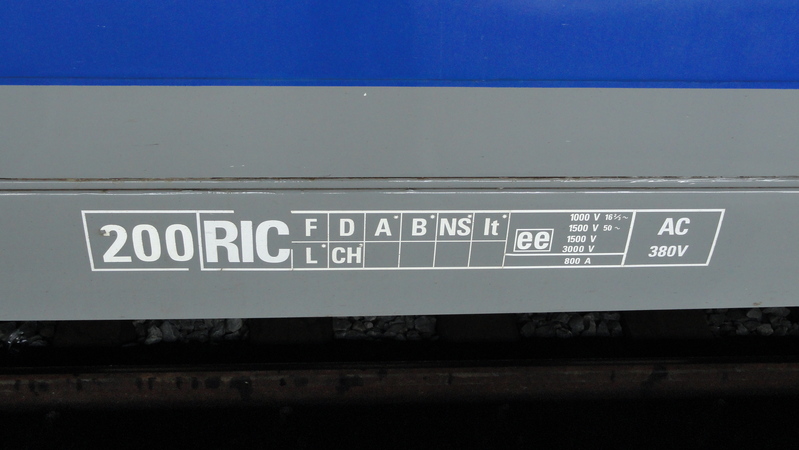 200 RIC F D A* B* NS* It*
L* CH
ee
1000 V 16⅔~
1500 V 50~
1500 V
3000 V
800 A
AC
380V